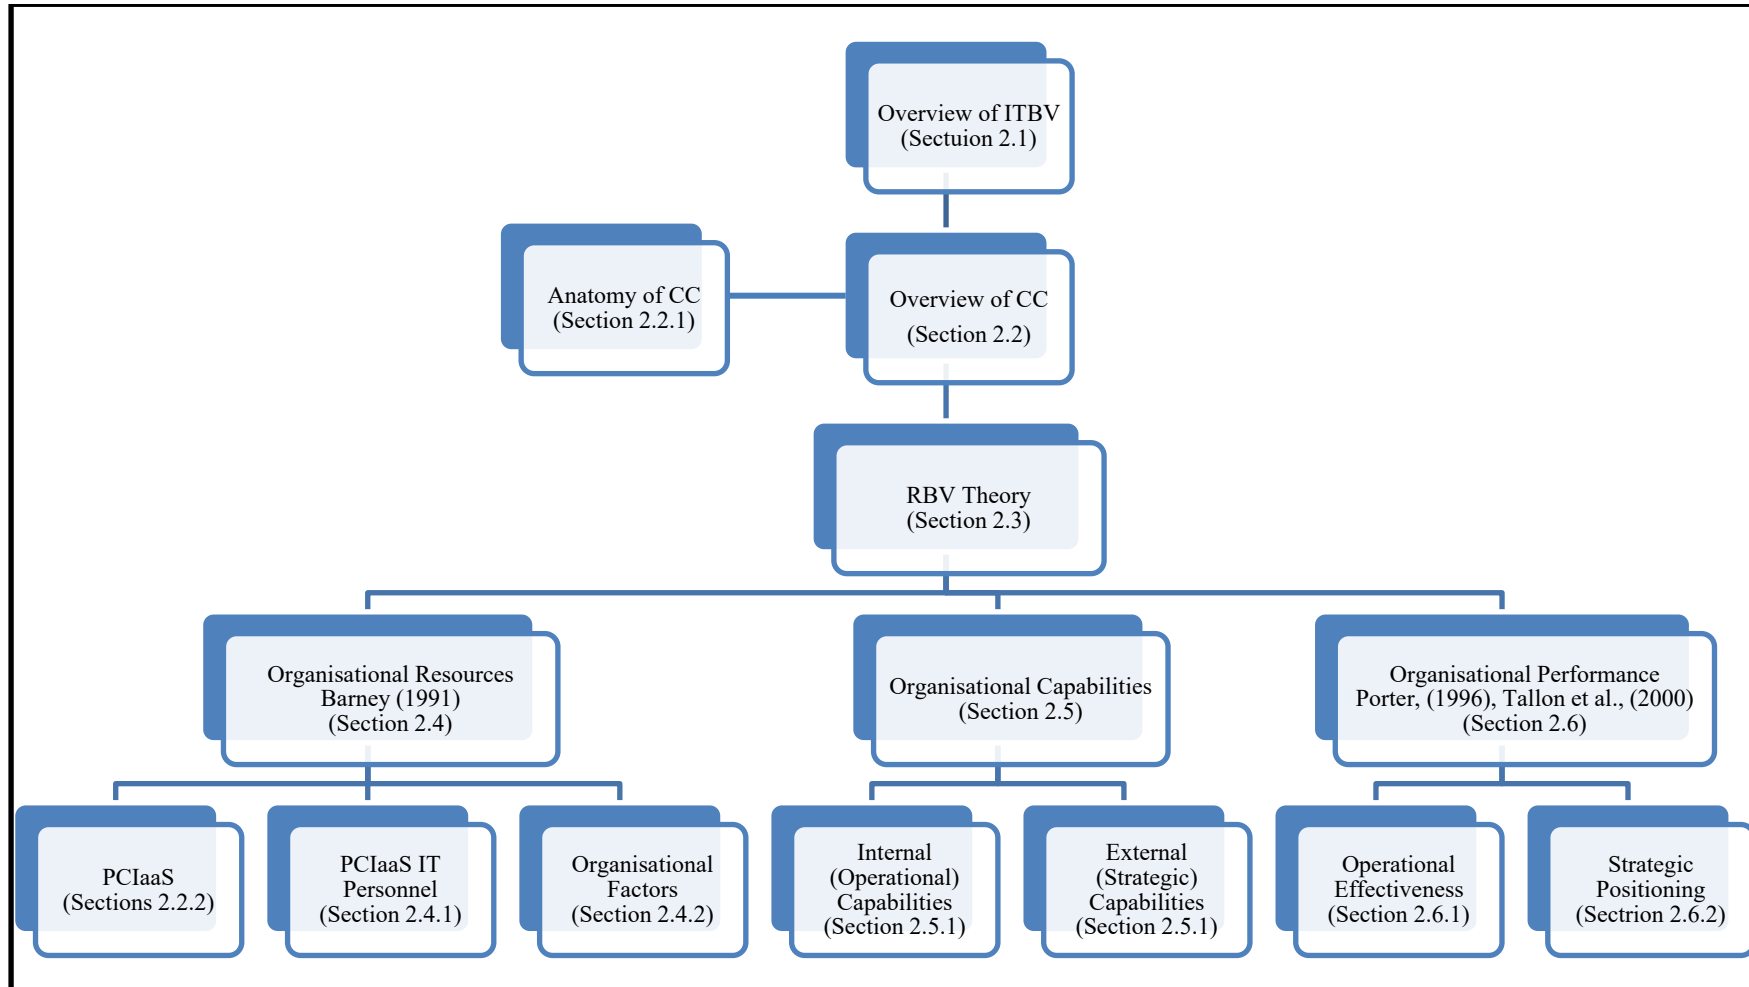 Overview of ITBV
(Sectuion 2.1)
Anatomy of CC
(Section 2.2.1)
Overview of CC
(Section 2.2)
RBV Theory
(Section 2.3)
Organisational Resources
Barney (1991)
(Section 2.4)
Organisational Capabilities
(Section 2.5)
Organisational Performance
Porter, (1996), Tallon et al., (2000)
(Section 2.6)
PCIaaS
(Sections 2.2.2)
PCIaaS IT
Personnel
(Section 2.4.1)
Organisational
Factors
(Section 2.4.2)
Internal
(Operational)
Capabilities
(Section 2.5.1)
External
(Strategic)
Capabilities
(Section 2.5.1)
Operational
Effectiveness
(Section 2.6.1)
Strategic
Positioning
(Sectrion 2.6.2)